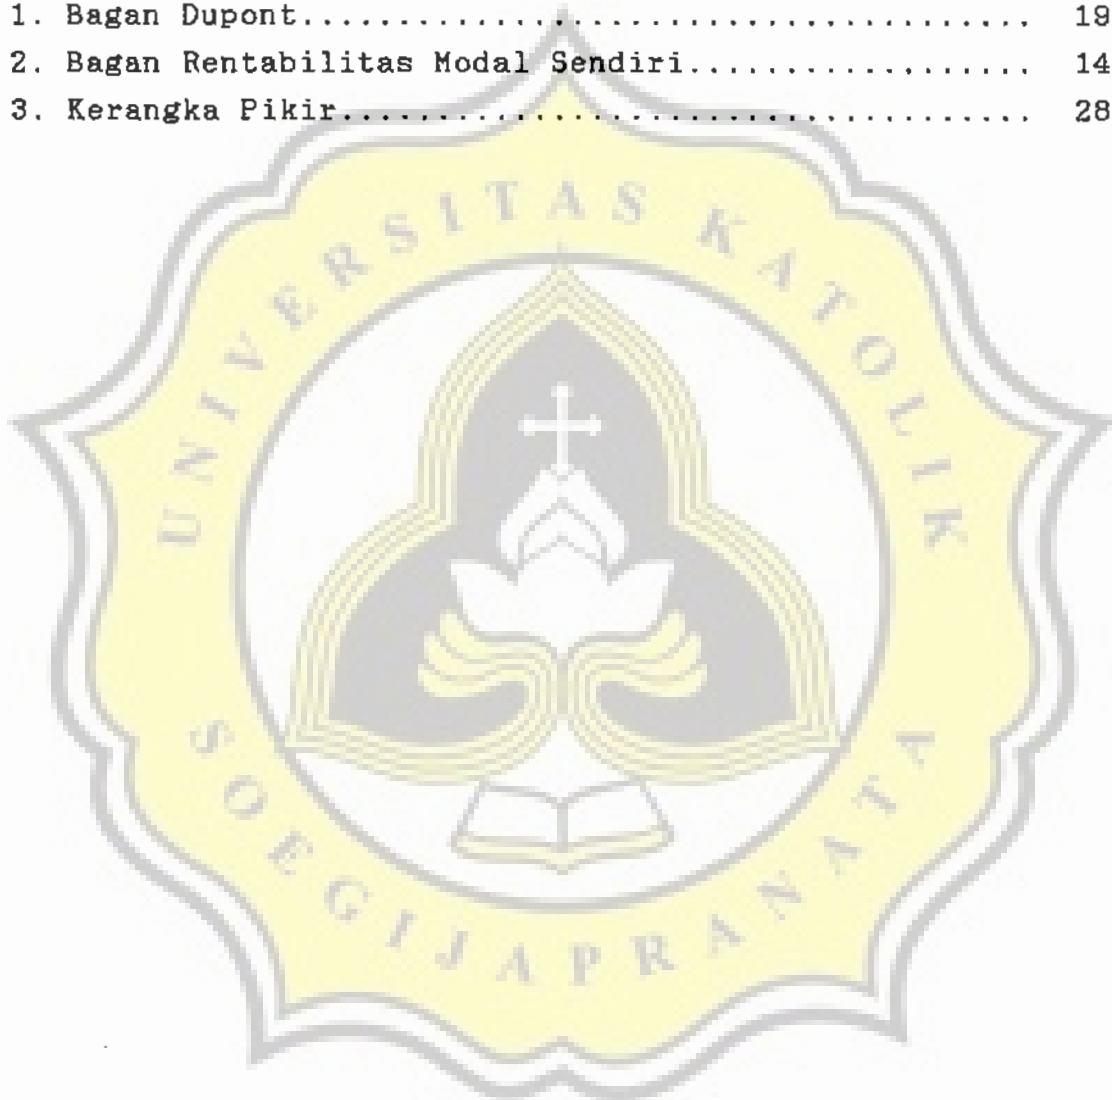 1. Bagan Dupont..................................... 19
2. Bagan Rentabilitas Modal Sendiri.................. 14
3. Kerangka Pikir.................................... 28
UNIVERSITAS KATOLIK
SOEGIJAPRANATA